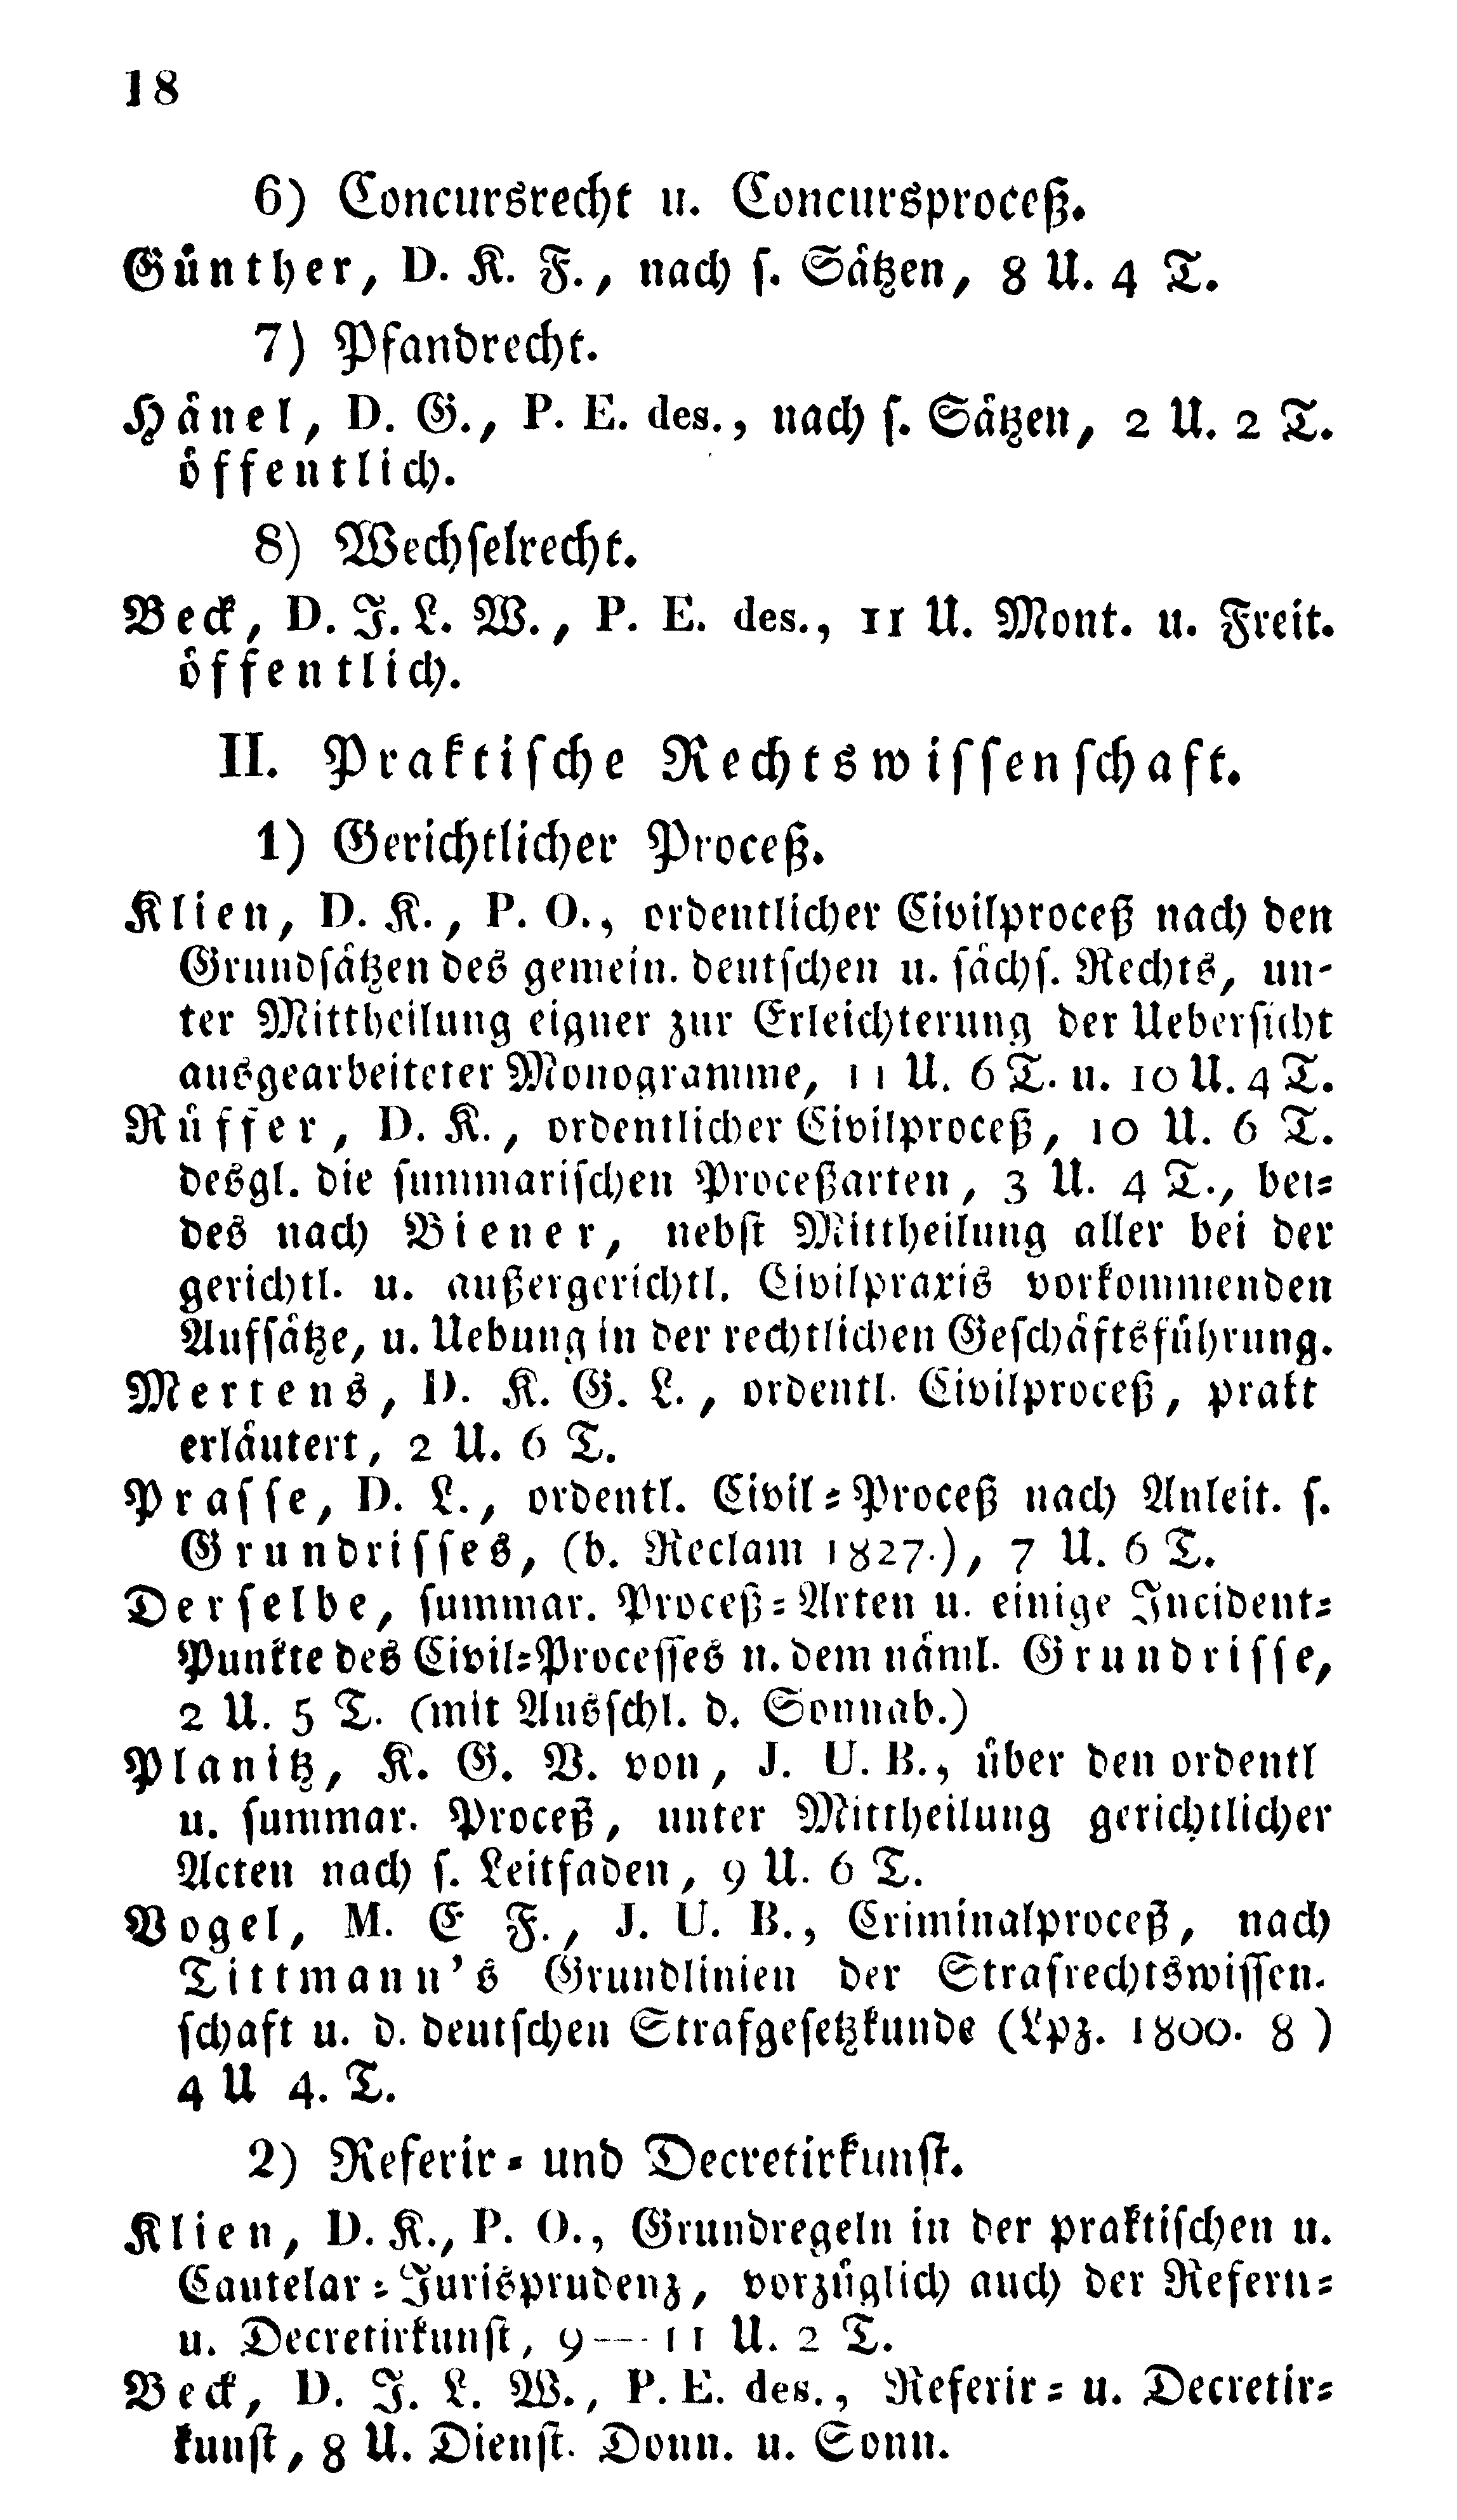 18
6) Concursrecht u. Concursproceß.
Günther, D. K. F., nach s. Sätzen, 8 U. 4 T.
7) Pfandrecht.
Hänel, D. G., P. E. des., nach s. Sätzen, 2 U. 2 T.
öffentlich.
8) Wechselrecht.
Beck, D. J. L. W., P. E. des., 11 U. Mont. u. Freit.
öffentlich.
II. Praktische Rechtswissenschaft.
1) Gerichtlicher Proceß.
Klien, D. K., P. O., ordentlicher Civilproceß nach den
Grundsätzen des gemein. deutschen u. sächs. Rechts, un-
ter Mittheilung eigner zur Erleichterung der Uebersicht
ausgearbeiteter Monogramme, 11 U. 6 T. u. 10 U. 4 T.
Rüffer, D. K., ordentlicher Civilproceß, 10 U. 6 T.
desgl. die summarischen Proceßarten, 3 U. 4 T., bei-
des nach Biener, nebst Mittheilung aller bei der
gerichtl. u. außergerichtl. Civilpraxis vorkommenden
Aufsätze, u. Uebung in der rechtlichen Geschäftsführung.
Mertens, D. K. G. L., ordentl. Civilproceß, prakt
erläutert, 2 U. 6 T.
Prasse, D. L., ordentl. Civil-Proceß nach Anleit. s.
Grundrisses, (b. Reclam 1827.), 7 U. 6 T.
Derselbe, summar. Proceß-Arten u. einige Incident-
Punkte des Civil-Processes n. dem näml. Grundrisse,
2 U. 5 T. (mit Ausschl. d. Sonnab.)
Planitz, K. G. V. von, J. U. B., über den ordentl
u. summar. Proceß, unter Mittheilung gerichtlicher
Acten nach s. Leitfaden, 9 U. 6 T.
Vogel, M. E F., J. U. B., Criminalproceß, nach
Tittmann's Grundlinien der Strafrechtswissen-
schaft u. d. deutschen Strafgesetzkunde (Lpz. 1800. 8 )
4 U 4. T.
2) Referir- und Decretirkunst.
Klien, D. K., P. O., Grundregeln in der praktischen u.
Cautelar-Jurisprudenz, vorzüglich auch der Referir-
u. Decretirkunst, 9—11 U. 2 T.
Beck, D. J. L. W., P. E. des., Referir- u. Decretir-
kunst, 8 U. Dienst. Donn. u. Sonn.